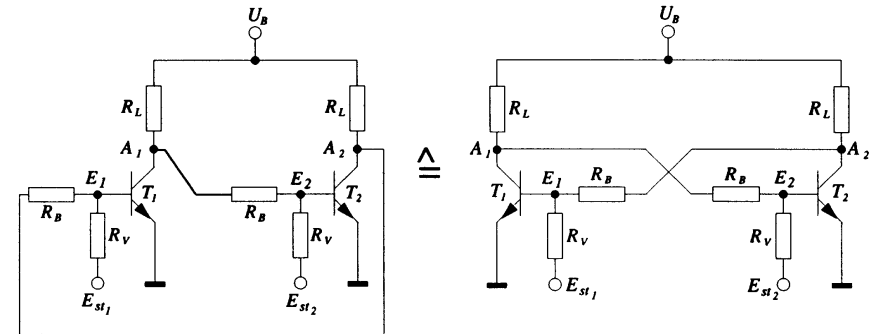 U_B U_B
R_L R_L R_L R_L
A_1 A_2 ≙ A_1 A_2
E_1 T_1 E_2 T_2 T_1 E_1 R_B R_B E_2 T_2
R_B R_V R_B R_V R_V R_V
E_st1 E_st2 E_st1 E_st2